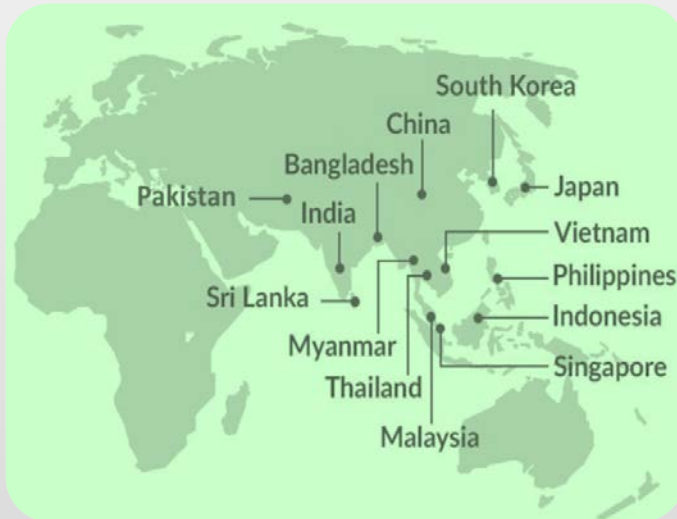 South Korea
China
Bangladesh
Pakistan
India
Japan
Vietnam
Philippines
Sri Lanka
Indonesia
Myanmar
Singapore
Thailand
Malaysia